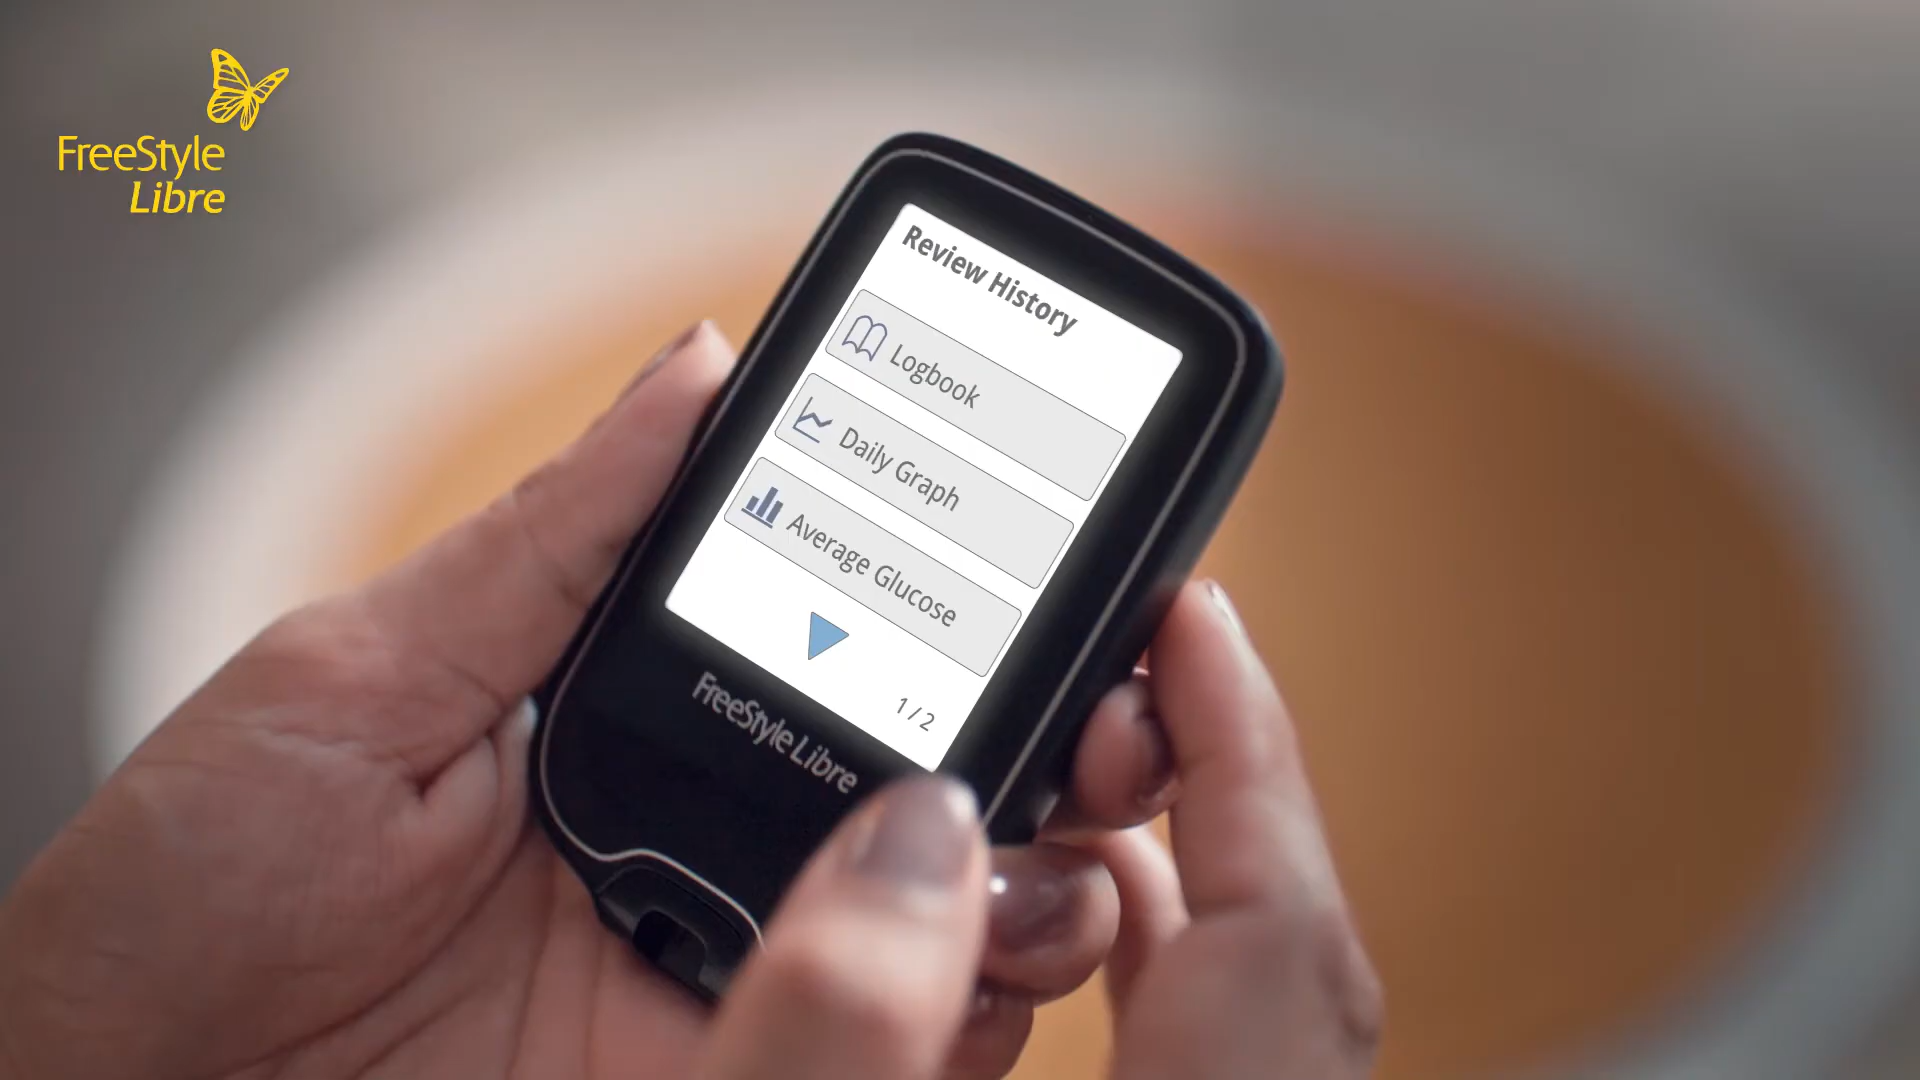 FreeStyle
Libre
Review History
Logbook
Daily Graph
Average Glucose
1 / 2
FreeStyle Libre